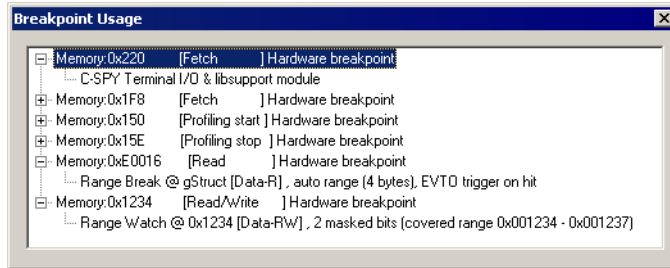 Breakpoint Usage
Memory:0x220 [Fetch ] Hardware breakpoint
C-SPY Terminal I/O & libsupport module
Memory:0x1F8 [Fetch ] Hardware breakpoint
Memory:0x150 [Profiling start ] Hardware breakpoint
Memory:0x15E [Profiling stop ] Hardware breakpoint
Memory:0xE0016 [Read ] Hardware breakpoint
Range Break @ gStruct [Data-R] , auto range (4 bytes), EVTO trigger on hit
Memory:0x1234 [Read/Write ] Hardware breakpoint
Range Watch @ 0x1234 [Data-RW] , 2 masked bits (covered range 0x001234 - 0x001237)